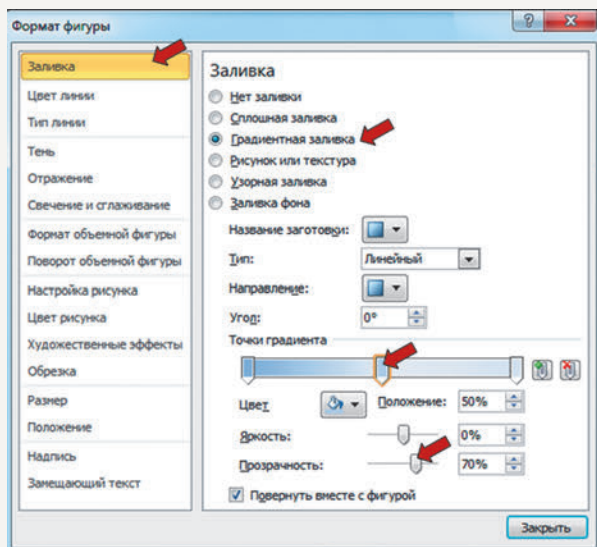 Формат фигуры
Заливка
Цвет линии
Тип линии
Тень
Отражение
Свечение и сглаживание
Формат объемной фигуры
Поворот объемной фигуры
Настройка рисунка
Цвет рисунка
Художественные эффекты
Обрезка
Размер
Положение
Надпись
Замещающий текст
Заливка
Нет заливки
Сплошная заливка
Градиентная заливка
Рисунок или текстура
Узорная заливка
Заливка фона
Название заготовки:
Тип: Линейный
Направление:
Угол: 0°
Точки градиента
Цвет Положение: 50%
Яркость: 0%
Прозрачность: 70%
Повернуть вместе с фигурой
Закрыть